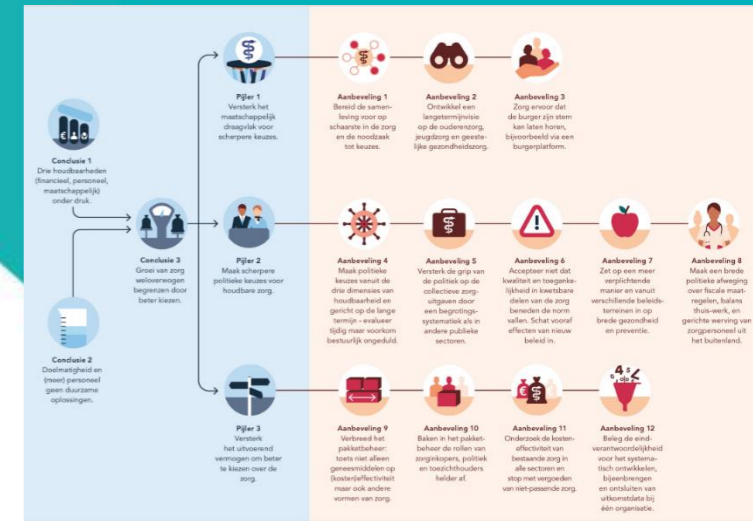 Conclusie 1
Drie houdbaarheden
(financieel, personeel,
maatschappelijk)
onder druk.
Conclusie 2
Doelmatigheid en
(meer) personeel
geen duurzame
oplossingen.
Conclusie 3
Groei van zorg
weloverwogen
begrenzen door
beter kiezen.
Pijler 1
Versterk het
maatschappelijk
draagvlak voor
scherpere keuzes.
Aanbeveling 1
Bereid de samen-
leving voor op
schaarste in de zorg
en de noodzaak
tot keuzes.
Aanbeveling 2
Ontwikkel een
langetermijnvisie
op de ouderenzorg,
jeugdzorg en geeste-
lijke gezondheidszorg.
Aanbeveling 3
Zorg ervoor dat
de burger zijn stem
kan laten horen,
bijvoorbeeld via een
burgerplatform.
Pijler 2
Maak scherpere
politieke keuzes voor
houdbare zorg.
Aanbeveling 4
Maak politieke
keuzes vanuit de
drie dimensies van
houdbaarheid en
gericht op de lange
termijn - evalueer
tijdig maar voorkom
bestuurlijk ongeduld.
Aanbeveling 5
Versterk de grip van
de politiek op de
collectieve zorg-
uitgaven door
een begrotings-
systematiek als in
andere publieke
sectoren.
Aanbeveling 6
Accepteer niet dat
kwaliteit en toeganke-
lijkheid in kwetsbare
delen van de zorg
beneden de norm
vallen. Schat vooraf
effecten van nieuw
beleid in.
Aanbeveling 7
Zet op een meer
verplichtende
manier en vanuit
verschillende beleids-
terreinen in op
brede gezondheid
en preventie.
Aanbeveling 8
Maak een brede
politieke afweging
over fiscale maat-
regelen, balans
thuis-werk, en
gerichte werving van
zorgpersoneel uit
het buitenland.
Pijler 3
Versterk
het uitvoerend
vermogen om beter
te kiezen over de
zorg.
Aanbeveling 9
Verbreed het
pakketbeheer:
toets niet alleen
geneesmiddelen op
(kosten)effectiviteit
maar ook andere
vormen van zorg.
Aanbeveling 10
Baken in het pakket-
beheer de rollen van
zorginkopers, politiek
en toezichthouders
helder af.
Aanbeveling 11
Onderzoek de kosten-
effectiviteit van
bestaande zorg in
alle sectoren en
stop met vergoeden
van niet-passende zorg.
Aanbeveling 12
Beleg de eind-
verantwoordelijkheid
voor het systema-
tisch ontwikkelen,
bijeenbrengen
en ontsluiten van
uitkomstdata bij
één organisatie.